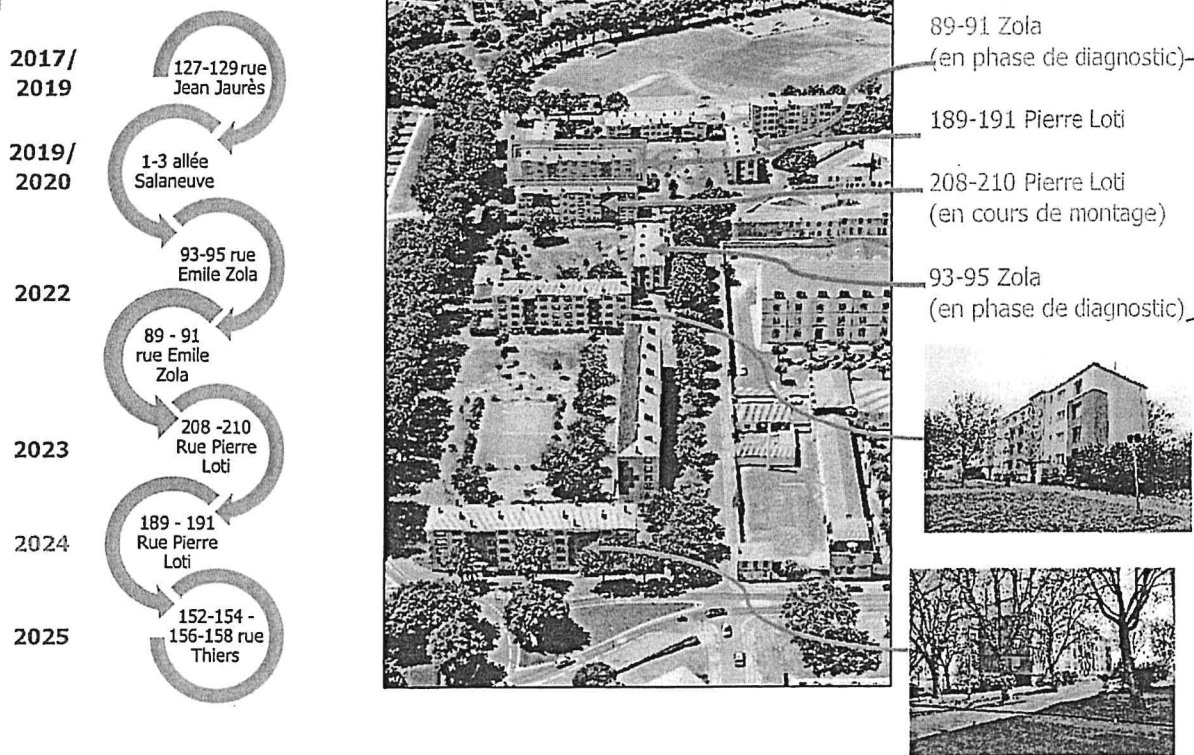 2017/
2019
127-129 rue
Jean Jaurès
2019/
2020
1-3 allée
Salaneuve
93-95 rue
Emile Zola
2022
89 - 91
rue Emile
Zola
2023
208 -210
Rue Pierre
Loti
2024
189 - 191
Rue Pierre
Loti
2025
152-154 -
156-158 rue
Thiers
89-91 Zola
(en phase de diagnostic)
189-191 Pierre Loti
208-210 Pierre Loti
(en cours de montage)
93-95 Zola
(en phase de diagnostic)